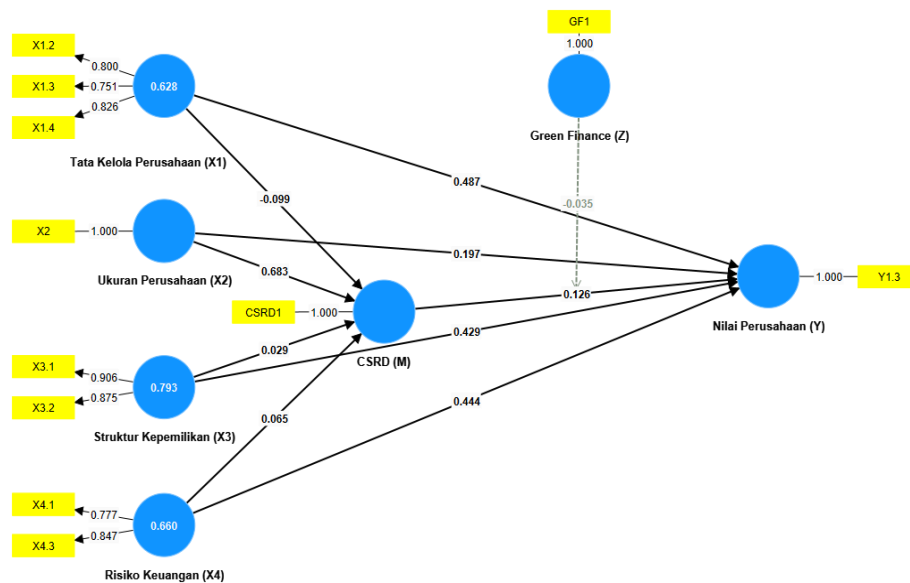 GF1
1.000
Green Finance (Z)
X1.2
0.800
X1.3
0.751
X1.4
0.826
0.628
Tata Kelola Perusahaan (X1)
0.487
-0.099
-0.035
X2
1.000
Ukuran Perusahaan (X2)
0.197
0.683
CSRD1
1.000
CSRD (M)
0.126
1.000
Y1.3
Nilai Perusahaan (Y)
X3.1
0.906
X3.2
0.875
0.793
Struktur Kepemilikan (X3)
0.029
0.429
0.065
0.444
X4.1
0.777
X4.3
0.847
0.660
Risiko Keuangan (X4)